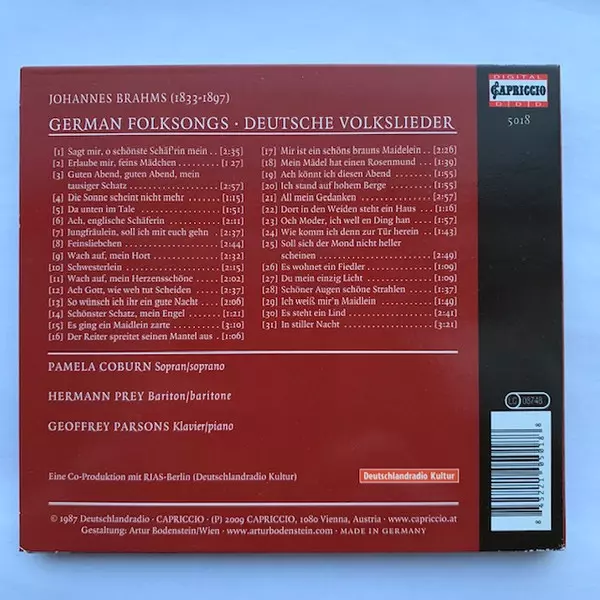 JOHANNES BRAHMS (1833-1897)
GERMAN FOLKSONGS · DEUTSCHE VOLKSLIEDER
DIGITAL
CAPRICCIO
D D D
5018
[1] Sagt mir, o schönste Schäf'rin mein .. [2:35]
[2] Erlaube mir, feins Mädchen .......... [1:27]
[3] Guten Abend, guten Abend, mein
tausiger Schatz .......... [2:57]
[4] Die Sonne scheint nicht mehr ...... [1:15]
[5] Da unten im Tale .......... [1:51]
[6] Ach, englische Schäferin .......... [2:11]
[7] Jungfräulein, soll ich mit euch gehn . [2:37]
[8] Feinsliebchen .......... [2:44]
[9] Wach auf, mein Hort .......... [2:32]
[10] Schwesterlein .......... [2:15]
[11] Wach auf, mein Herzensschöne .... [2:02]
[12] Ach Gott, wie weh tut Scheiden .... [2:37]
[13] So wünsch ich ihr ein gute Nacht .. [2:06]
[14] Schönster Schatz, mein Engel ...... [1:21]
[15] Es ging ein Maidlein zarte .......... [3:10]
[16] Der Reiter spreitet seinen Mantel aus . [1:06]
[17] Mir ist ein schöns brauns Maidelein . [2:26]
[18] Mein Mädel hat einen Rosenmund .. [1:39]
[19] Ach könnt ich diesen Abend ........ [1:55]
[20] Ich stand auf hohem Berge ........ [1:55]
[21] All mein Gedanken .......... [2:57]
[22] Dort in den Weiden steht ein Haus .. [1:16]
[23] Och Moder, ich well en Ding han .... [1:57]
[24] Wie komm ich denn zur Tür herein .. [1:43]
[25] Soll sich der Mond nicht heller
scheinen .......... [2:49]
[26] Es wohnet ein Fiedler .......... [1:09]
[27] Du mein einzig Licht .......... [1:09]
[28] Schöner Augen schöne Strahlen .... [1:37]
[29] Ich weiß mir'n Maidlein .......... [1:49]
[30] Es steht ein Lind .......... [2:41]
[31] In stiller Nacht .......... [3:21]
PAMELA COBURN Sopran/soprano
HERMANN PREY Bariton/baritone
GEOFFREY PARSONS Klavier/piano
LC 08748
Eine Co-Produktion mit RIAS-Berlin (Deutschlandradio Kultur)
Deutschlandradio Kultur
© 1987 Deutschlandradio · CAPRICCIO · (P) 2009 CAPRICCIO, 1080 Vienna, Austria · www.capriccio.at
Gestaltung: Artur Bodenstein/Wien · www.arturbodenstein.com · MADE IN GERMANY